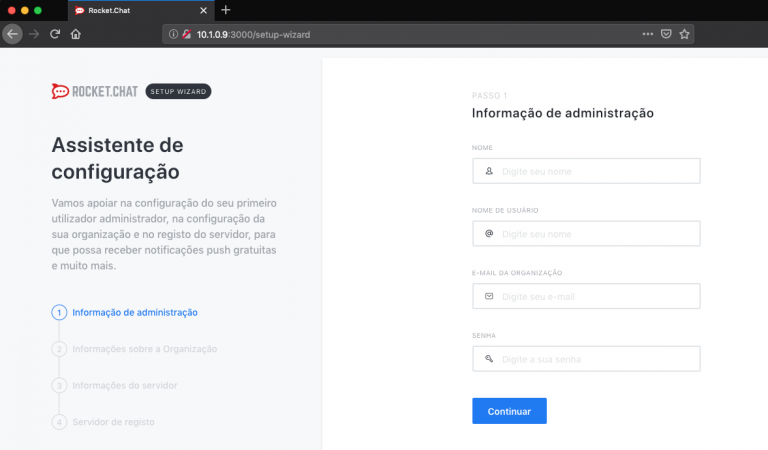 Rocket.Chat
10.1.0.9:3000/setup-wizard
ROCKET.CHAT
SETUP WIZARD
Assistente de
configuração
Vamos apoiar na configuração do seu primeiro
utilizador administrador, na configuração da
sua organização e no registo do servidor, para
que possa receber notificações push gratuitas
e muito mais.
1 Informação de administração
2 Informações sobre a Organização
3 Informações do servidor
4 Servidor de registo
PASSO 1
Informação de administração
NOME
Digite seu nome
NOME DE USUÁRIO
@ Digite seu nome
E-MAIL DA ORGANIZAÇÃO
Digite seu e-mail
SENHA
Digite a sua senha
Continuar